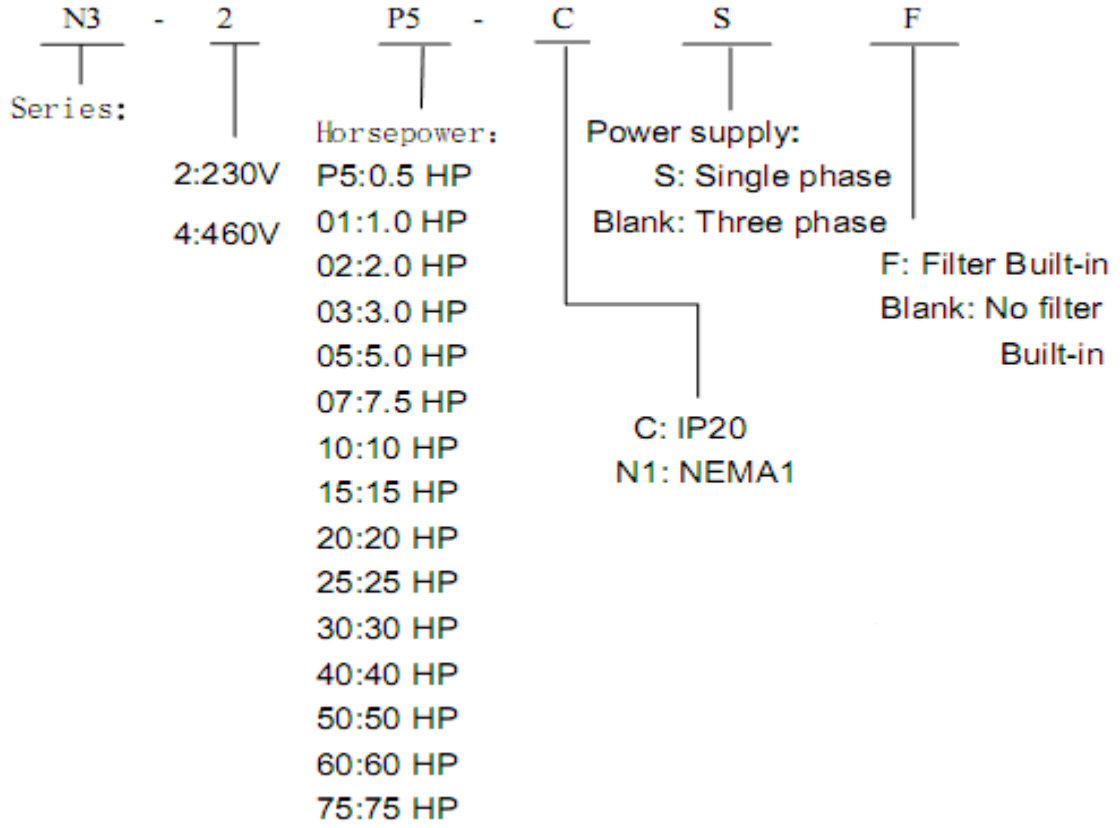 N3 - 2 P5 - C S F
Series:
Horsepower:
Power supply:
2:230V
P5:0.5 HP
S: Single phase
4:460V
01:1.0 HP
Blank: Three phase
02:2.0 HP
F: Filter Built-in
03:3.0 HP
Blank: No filter
05:5.0 HP
Built-in
07:7.5 HP
C: IP20
10:10 HP
N1: NEMA1
15:15 HP
20:20 HP
25:25 HP
30:30 HP
40:40 HP
50:50 HP
60:60 HP
75:75 HP